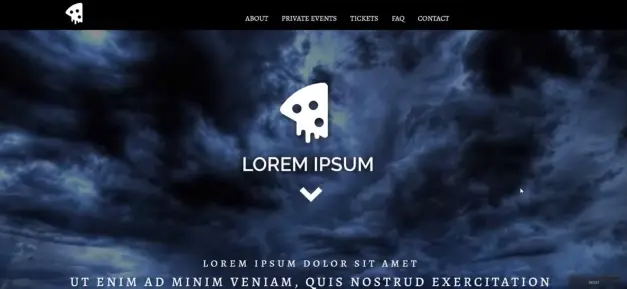 ABOUT PRIVATE EVENTS TICKETS FAQ CONTACT
LOREM IPSUM
LOREM IPSUM DOLOR SIT AMET
UT ENIM AD MINIM VENIAM, QUIS NOSTRUD EXERCITATION